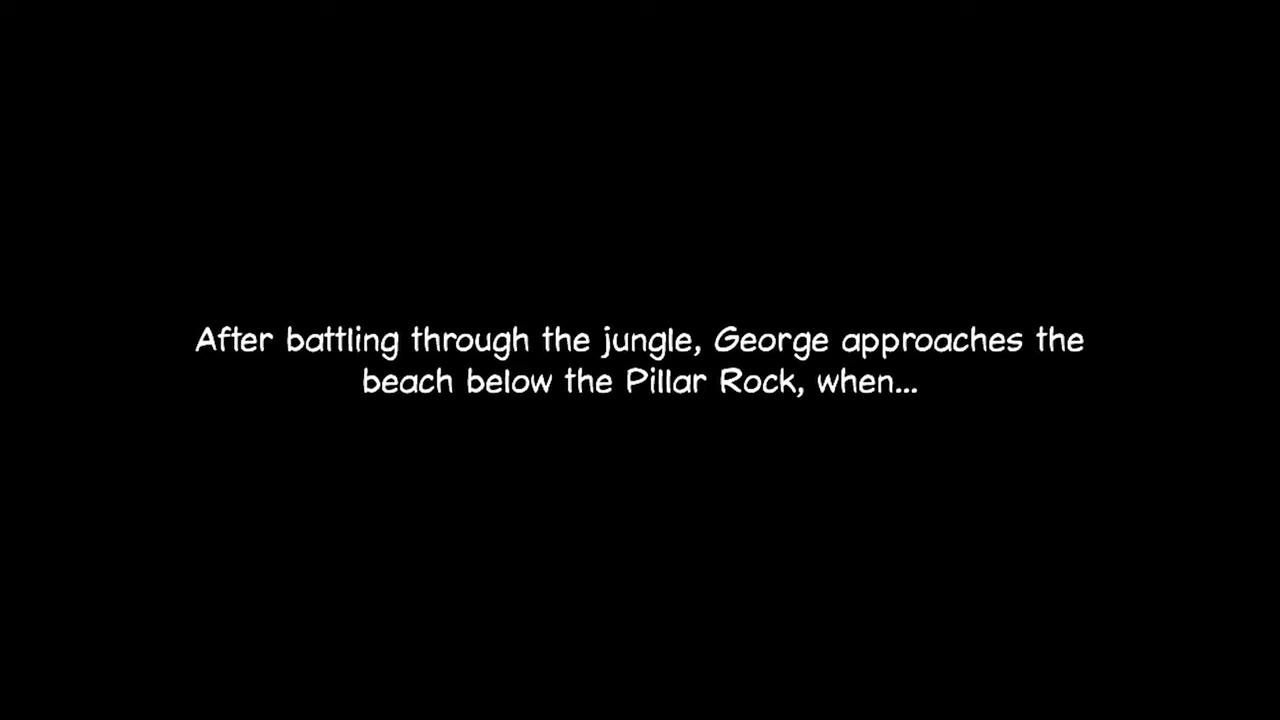 After battling through the jungle, George approaches the
beach below the Pillar Rock, when...